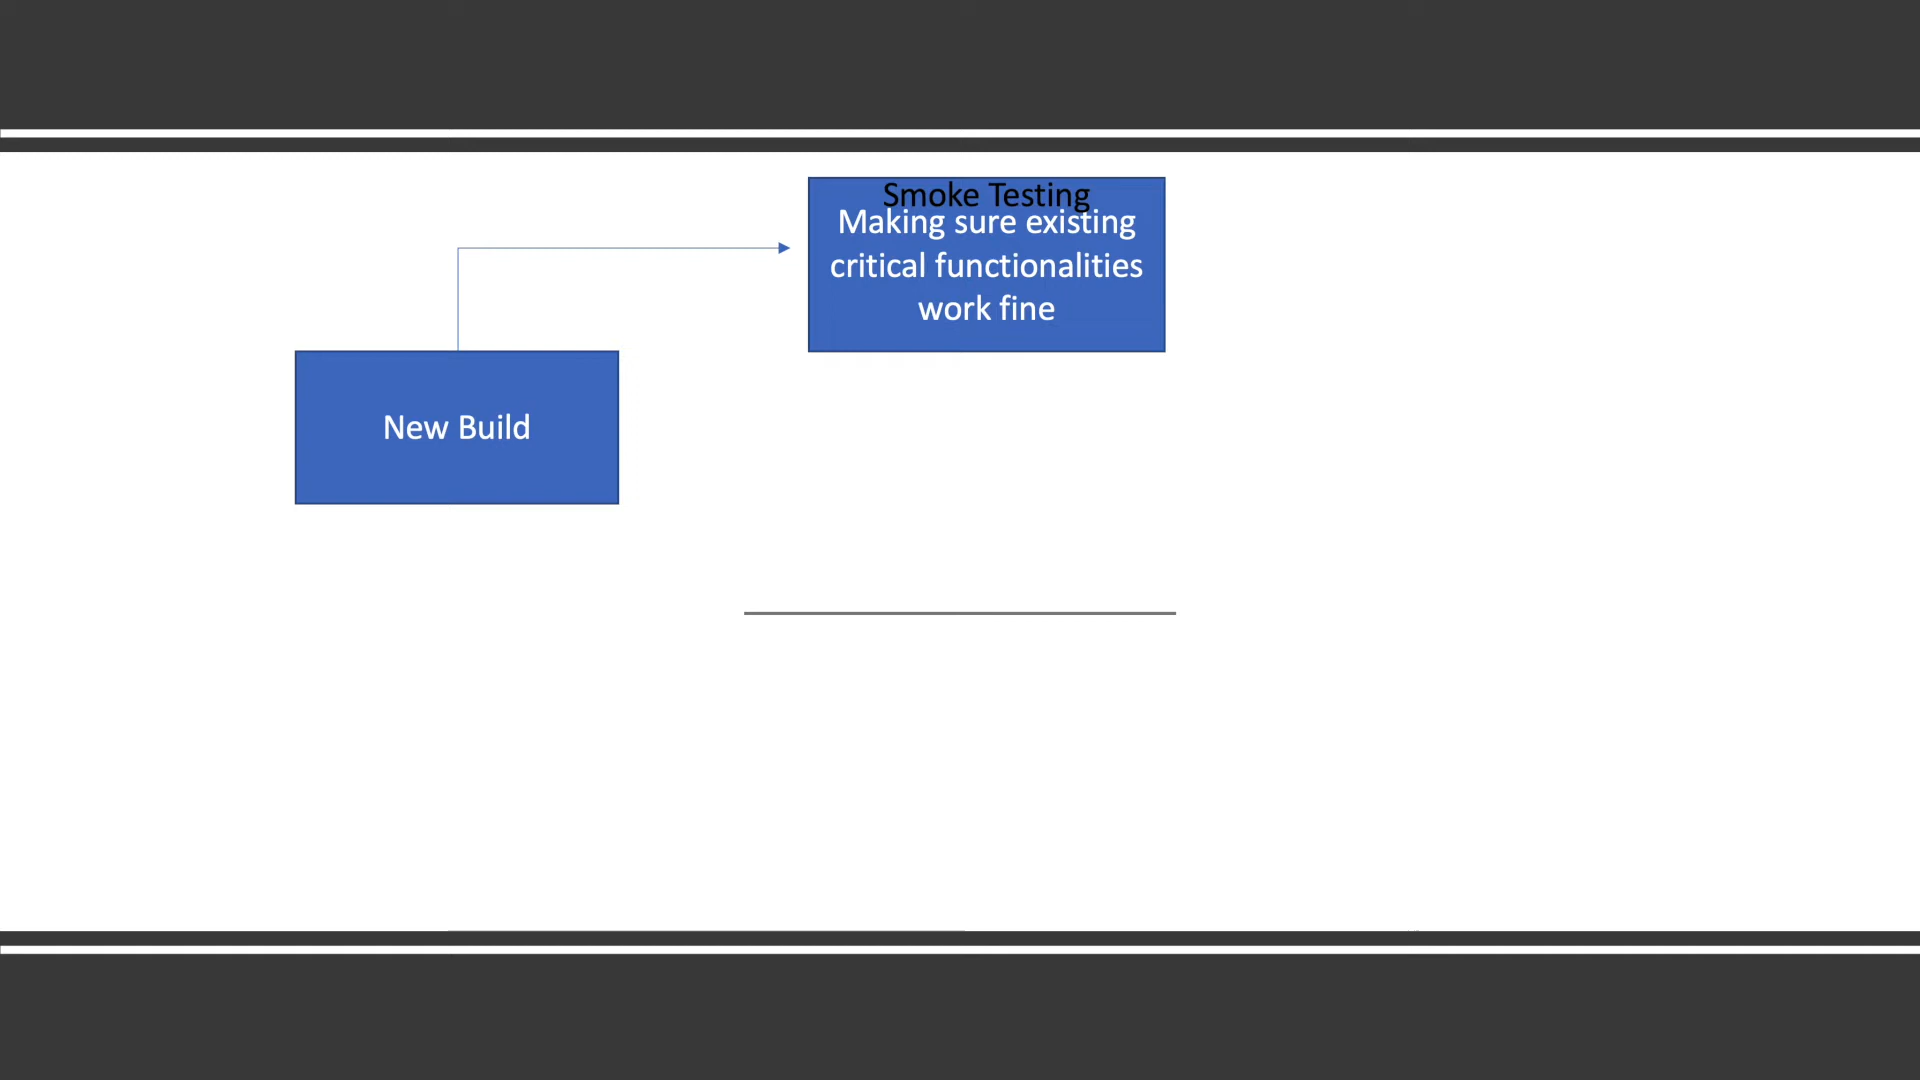 Smoke Testing
Making sure existing
critical functionalities
work fine
New Build